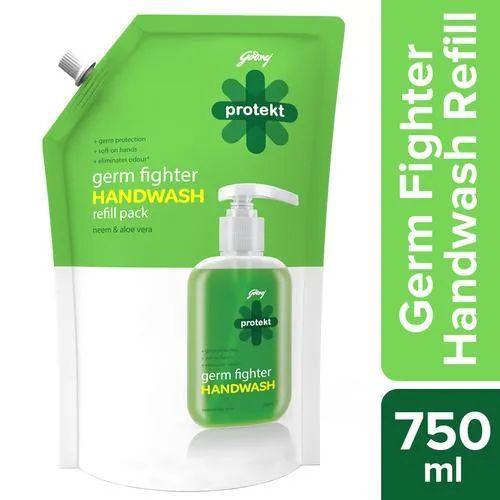 Godrej
protekt
+ germ protection
+ soft on hands
+ eliminates odour*
germ fighter
HANDWASH
refill pack
neem & aloe vera
Godrej
protekt
germ fighter
HANDWASH
Germ Fighter
Handwash Refill
750
ml